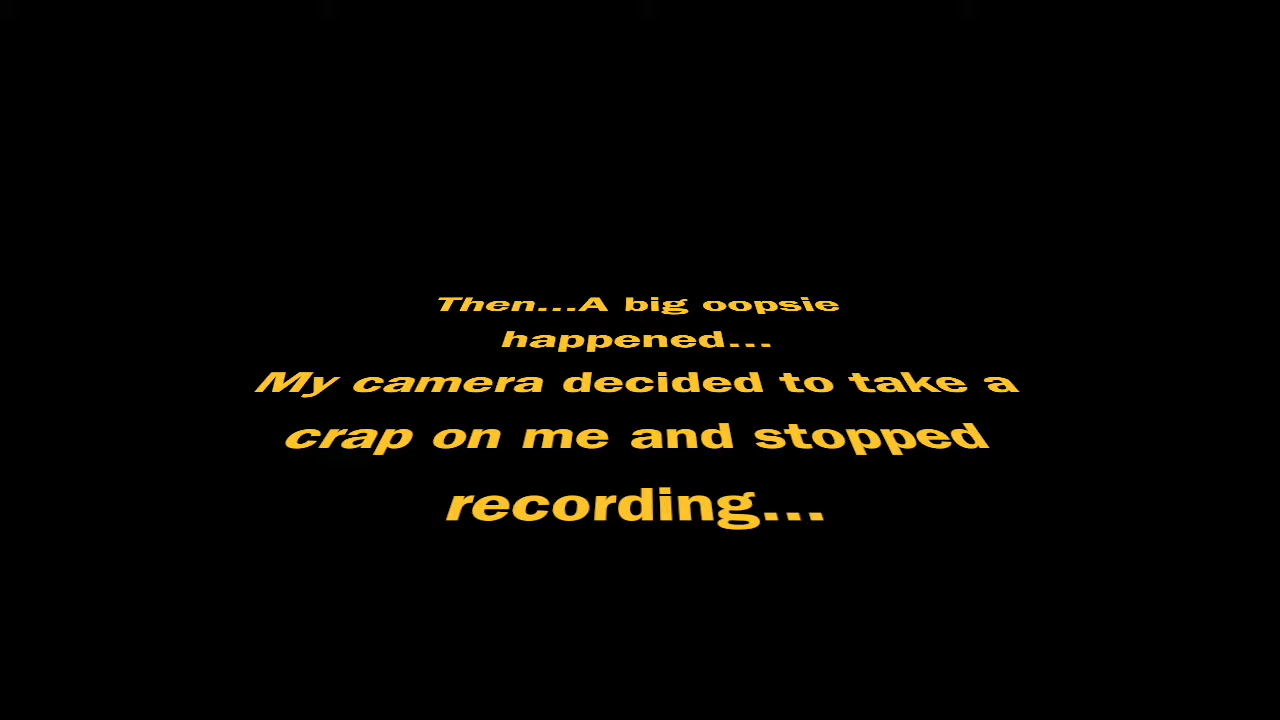 Then...A big oopsie
happened...
My camera decided to take a
crap on me and stopped
recording...